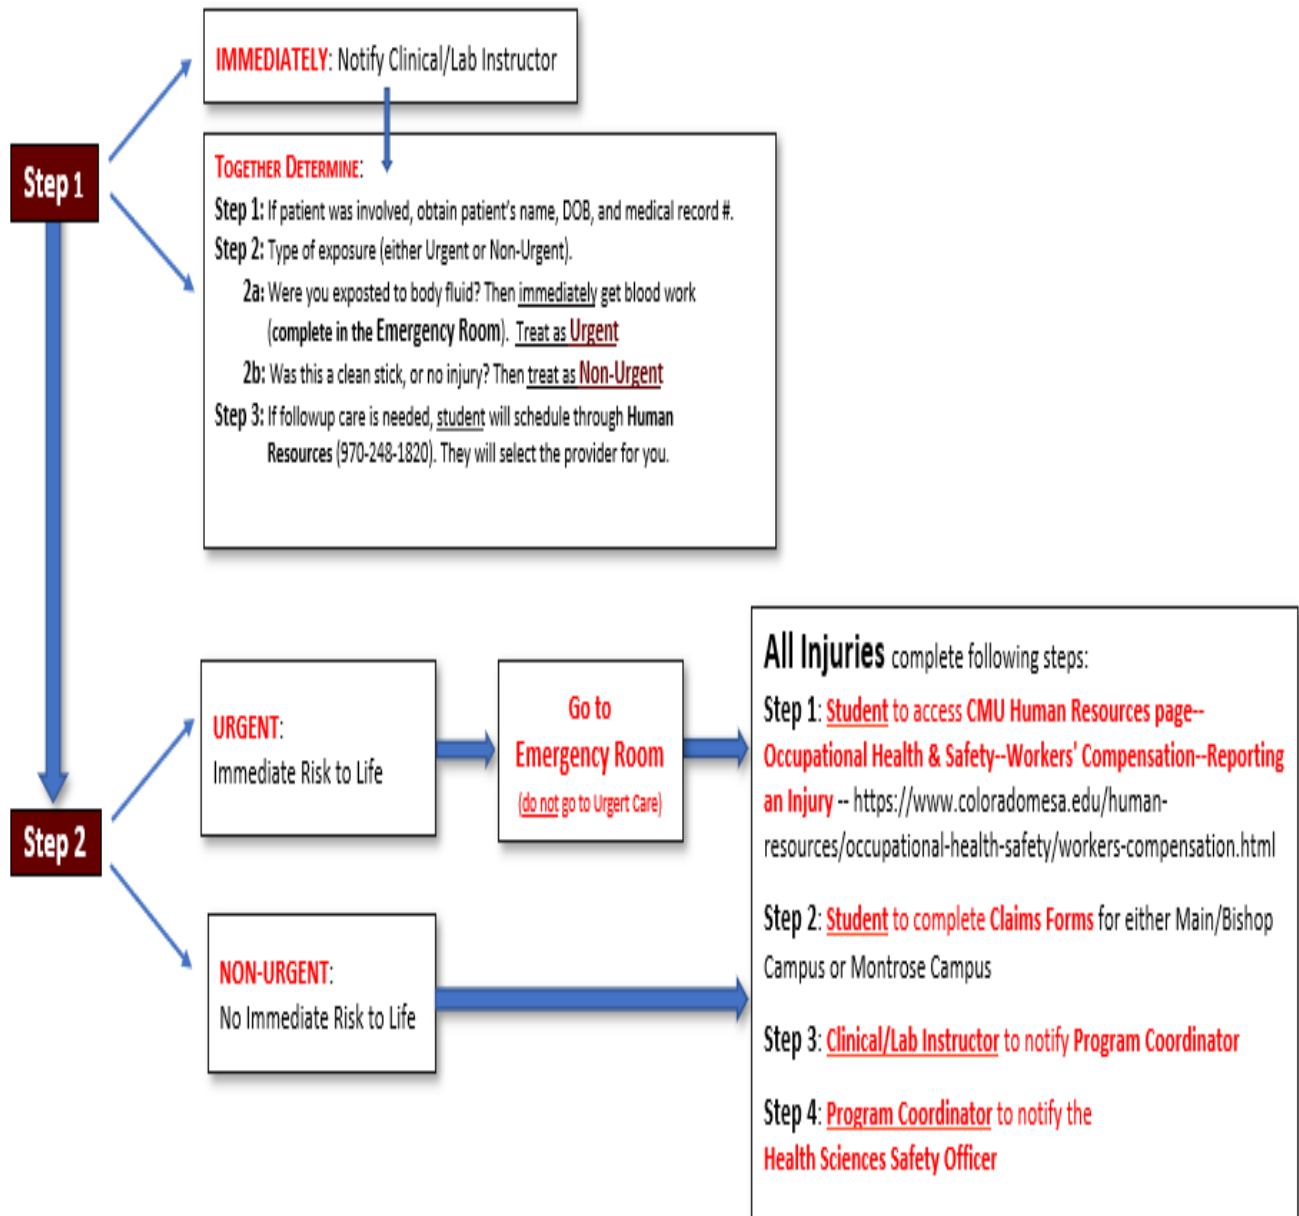 Step 1
IMMEDIATELY: Notify Clinical/Lab Instructor
TOGETHER DETERMINE:
Step 1: If patient was involved, obtain patient's name, DOB, and medical record #.
Step 2: Type of exposure (either Urgent or Non-Urgent).
2a: Were you exposted to body fluid? Then immediately get blood work
(complete in the Emergency Room). Treat as Urgent
2b: Was this a clean stick, or no injury? Then treat as Non-Urgent
Step 3: If followup care is needed, student will schedule through Human
Resources (970-248-1820). They will select the provider for you.
Step 2
URGENT:
Immediate Risk to Life
Go to
Emergency Room
(do not go to Urgert Care)
NON-URGENT:
No Immediate Risk to Life
All Injuries complete following steps:
Step 1: Student to access CMU Human Resources page--
Occupational Health & Safety--Workers' Compensation--Reporting
an Injury -- https://www.coloradomesa.edu/human-
resources/occupational-health-safety/workers-compensation.html
Step 2: Student to complete Claims Forms for either Main/Bishop
Campus or Montrose Campus
Step 3: Clinical/Lab Instructor to notify Program Coordinator
Step 4: Program Coordinator to notify the
Health Sciences Safety Officer